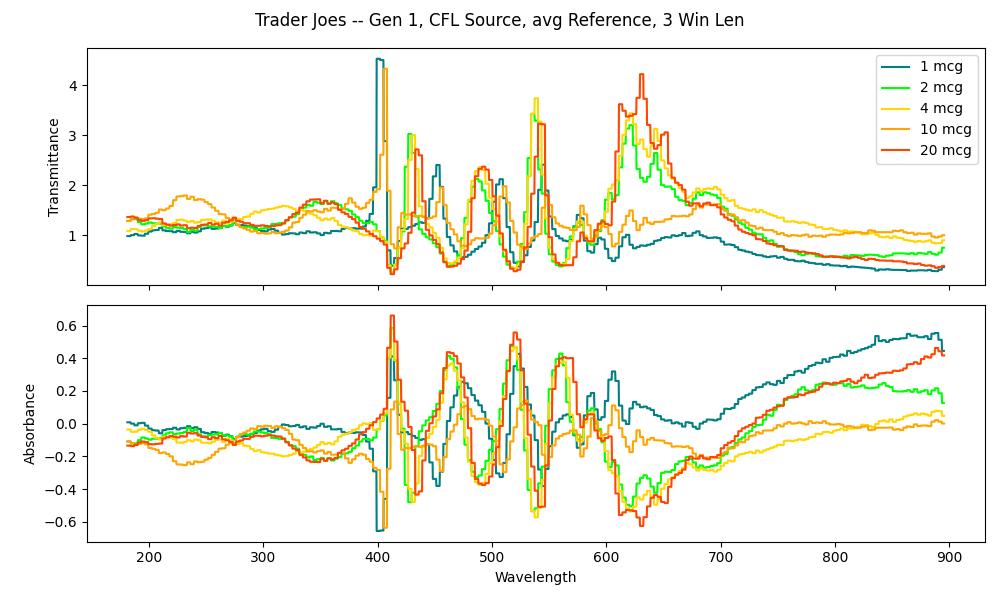 Trader Joes -- Gen 1, CFL Source, avg Reference, 3 Win Len
Transmittance
4
3
2
1
1 mcg
2 mcg
4 mcg
10 mcg
20 mcg
Absorbance
0.6
0.4
0.2
0.0
−0.2
−0.4
−0.6
200 300 400 500 600 700 800 900
Wavelength